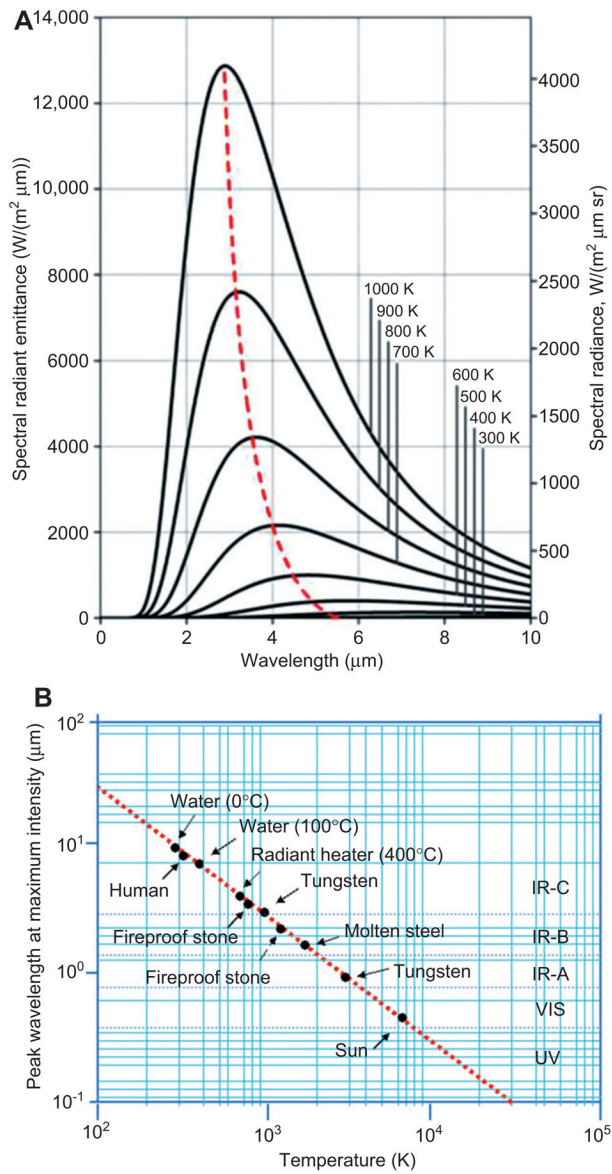 A
14,000
12,000
10,000
8000
6000
4000
2000
0
Spectral radiant emittance (W/(m² μm))
4000
3500
3000
2500
2000
1500
1000
500
0
Spectral radiance, W/(m² μm sr)
1000 K
900 K
800 K
700 K
600 K
500 K
400 K
300 K
0 2 4 6 8 10
Wavelength (μm)
B
10²
10¹
10⁰
10⁻¹
Peak wavelength at maximum intensity (μm)
Water (0°C)
Water (100°C)
Radiant heater (400°C)
Human
Tungsten
Fireproof stone
Molten steel
Fireproof stone
Tungsten
Sun
IR-C
IR-B
IR-A
VIS
UV
10² 10³ 10⁴ 10⁵
Temperature (K)